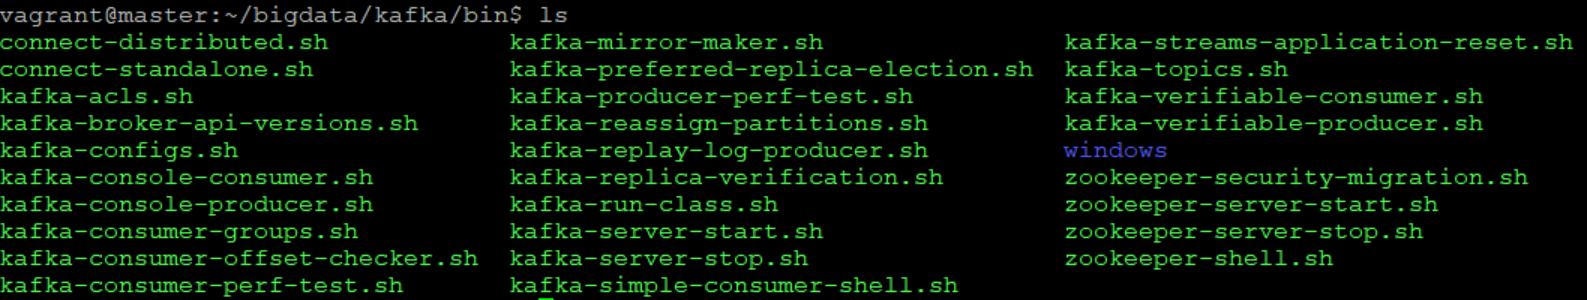 vagrant@master:~/bigdata/kafka/bin$ ls
connect-distributed.sh kafka-mirror-maker.sh kafka-streams-application-reset.sh
connect-standalone.sh kafka-preferred-replica-election.sh kafka-topics.sh
kafka-acls.sh kafka-producer-perf-test.sh kafka-verifiable-consumer.sh
kafka-broker-api-versions.sh kafka-reassign-partitions.sh kafka-verifiable-producer.sh
kafka-configs.sh kafka-replay-log-producer.sh windows
kafka-console-consumer.sh kafka-replica-verification.sh zookeeper-security-migration.sh
kafka-console-producer.sh kafka-run-class.sh zookeeper-server-start.sh
kafka-consumer-groups.sh kafka-server-start.sh zookeeper-server-stop.sh
kafka-consumer-offset-checker.sh kafka-server-stop.sh zookeeper-shell.sh
kafka-consumer-perf-test.sh kafka-simple-consumer-shell.sh